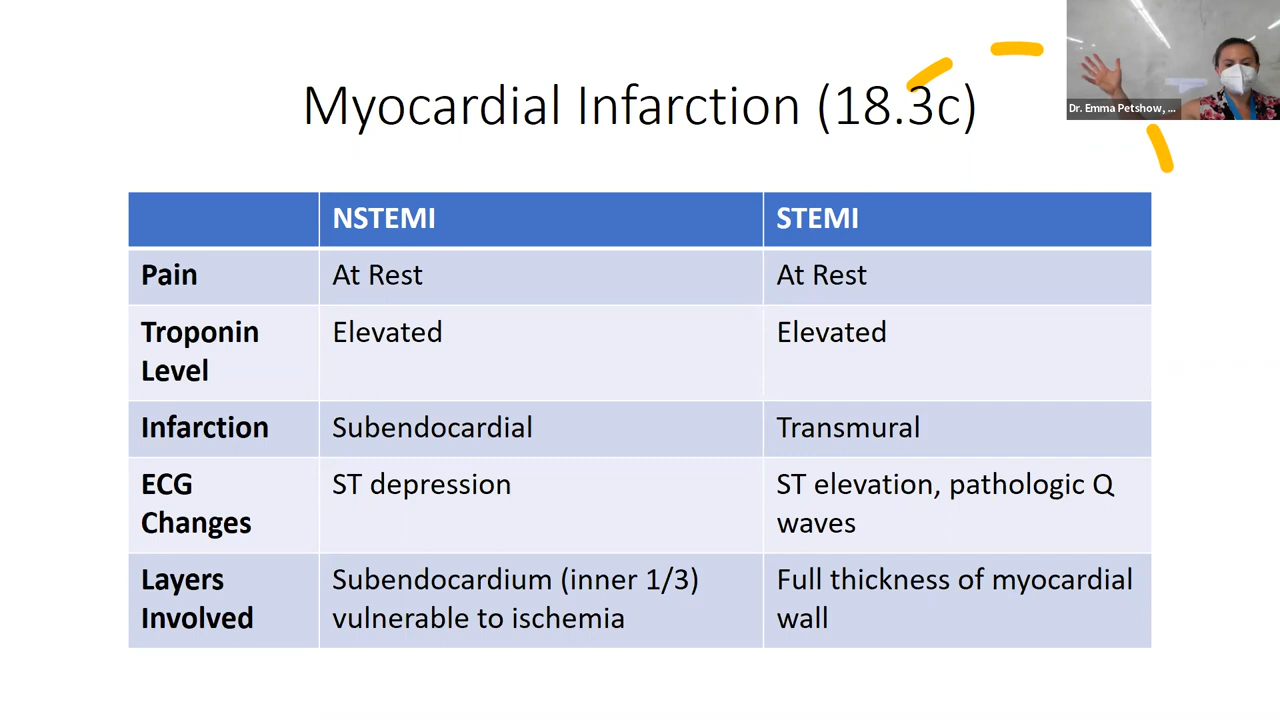 Myocardial Infarction (18.3c)
Dr. Emma Petshow, ...
NSTEMI STEMI
Pain At Rest At Rest
Troponin Elevated Elevated
Level
Infarction Subendocardial Transmural
ECG ST depression ST elevation, pathologic Q
Changes waves
Layers Subendocardium (inner 1/3) Full thickness of myocardial
Involved vulnerable to ischemia wall